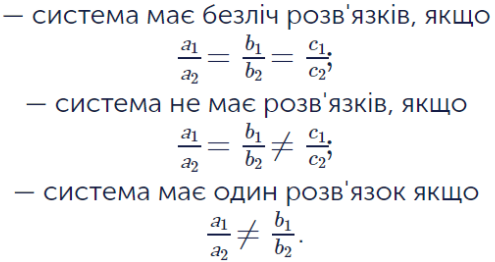 — система має безліч розв'язків, якщо
a₁/a₂ = b₁/b₂ = c₁/c₂;
— система не має розв'язків, якщо
a₁/a₂ = b₁/b₂ ≠ c₁/c₂;
— система має один розв'язок якщо
a₁/a₂ ≠ b₁/b₂.